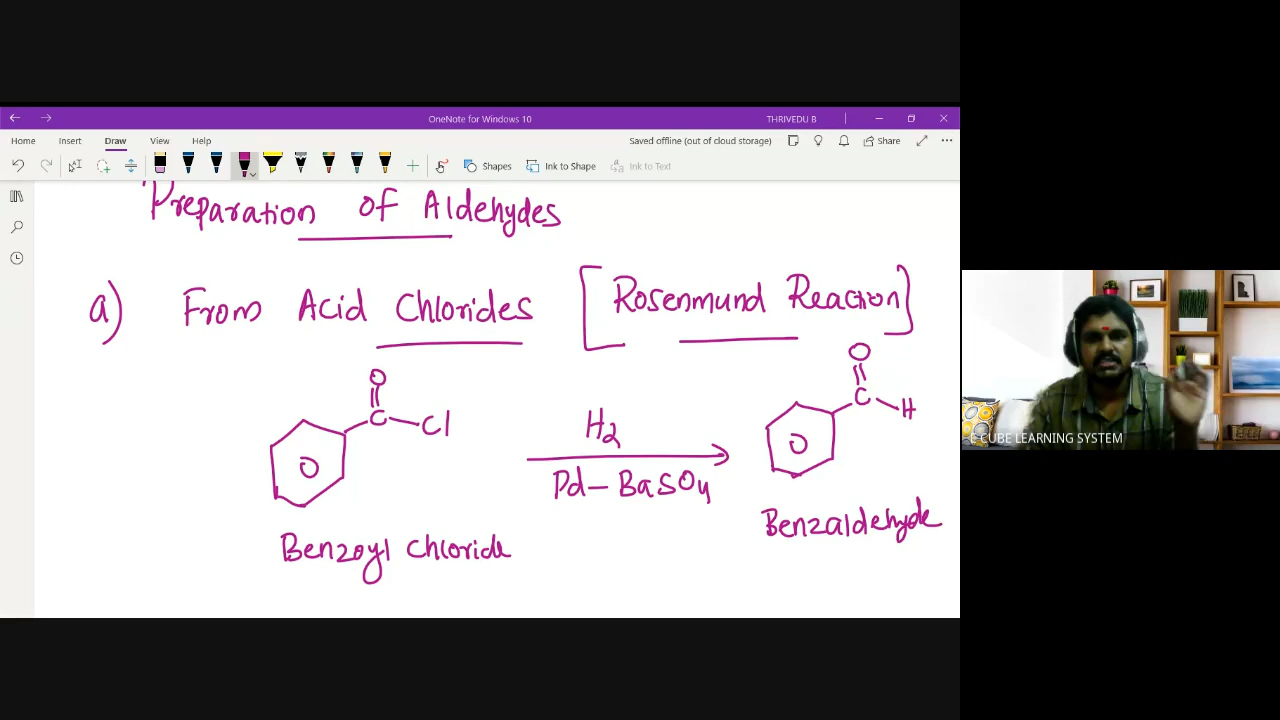 OneNote for Windows 10
THRIVEDU B
Home Insert Draw View Help
Saved offline (out of cloud storage)
Share
Shapes
Ink to Shape
Ink to Text
Preparation of Aldehydes
a) From Acid Chlorides [Rosenmund Reaction]
O
C
Cl
O
H2
Pd-BaSO4
O
C
H
O
Benzoyl chloride
Benzaldehyde
C CUBE LEARNING SYSTEM